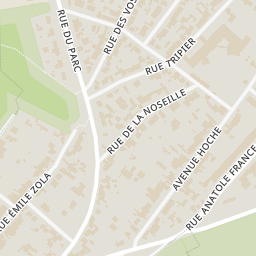 RUE DU PARC
RUE DES VOS
RUE TRIPIER
RUE DE LA NOSEILLE
AVENUE HOCHE
RUE ANATOLE FRANCE
RUE ÉMILE ZOLA